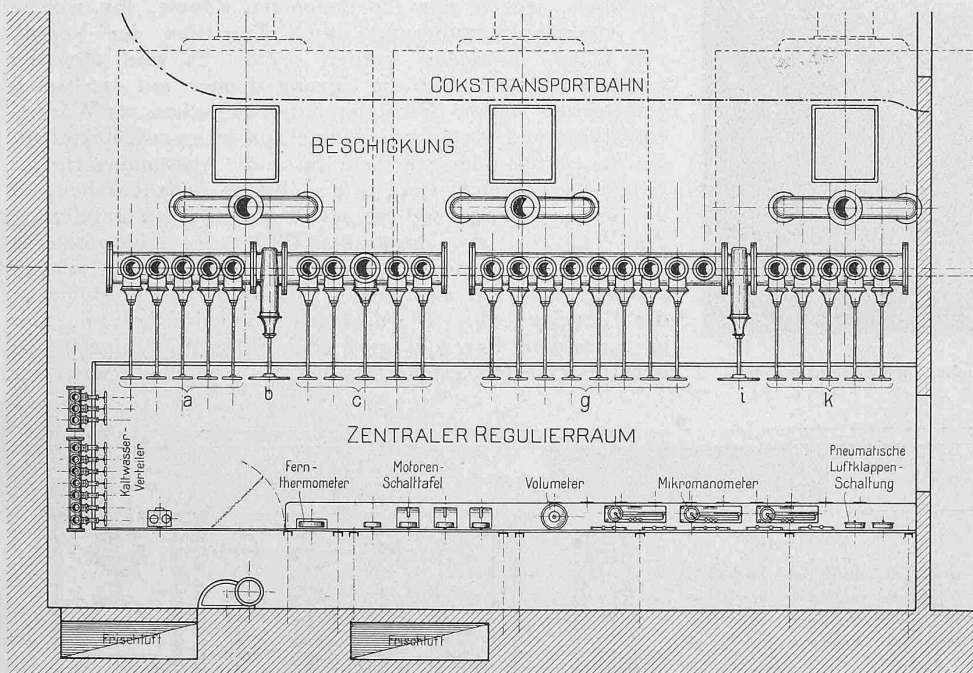 COKSTRANSPORTBAHN
BESCHICKUNG
a
b
c
g
i
k
ZENTRALER REGULIERRAUM
Kaltwasser-
Verteiler
Fern-
thermometer
Motoren-
Schalttafel
Volumeter
Mikromanometer
Pneumatische
Luftklappen-
Schaltung
Frischluft
Frischluft